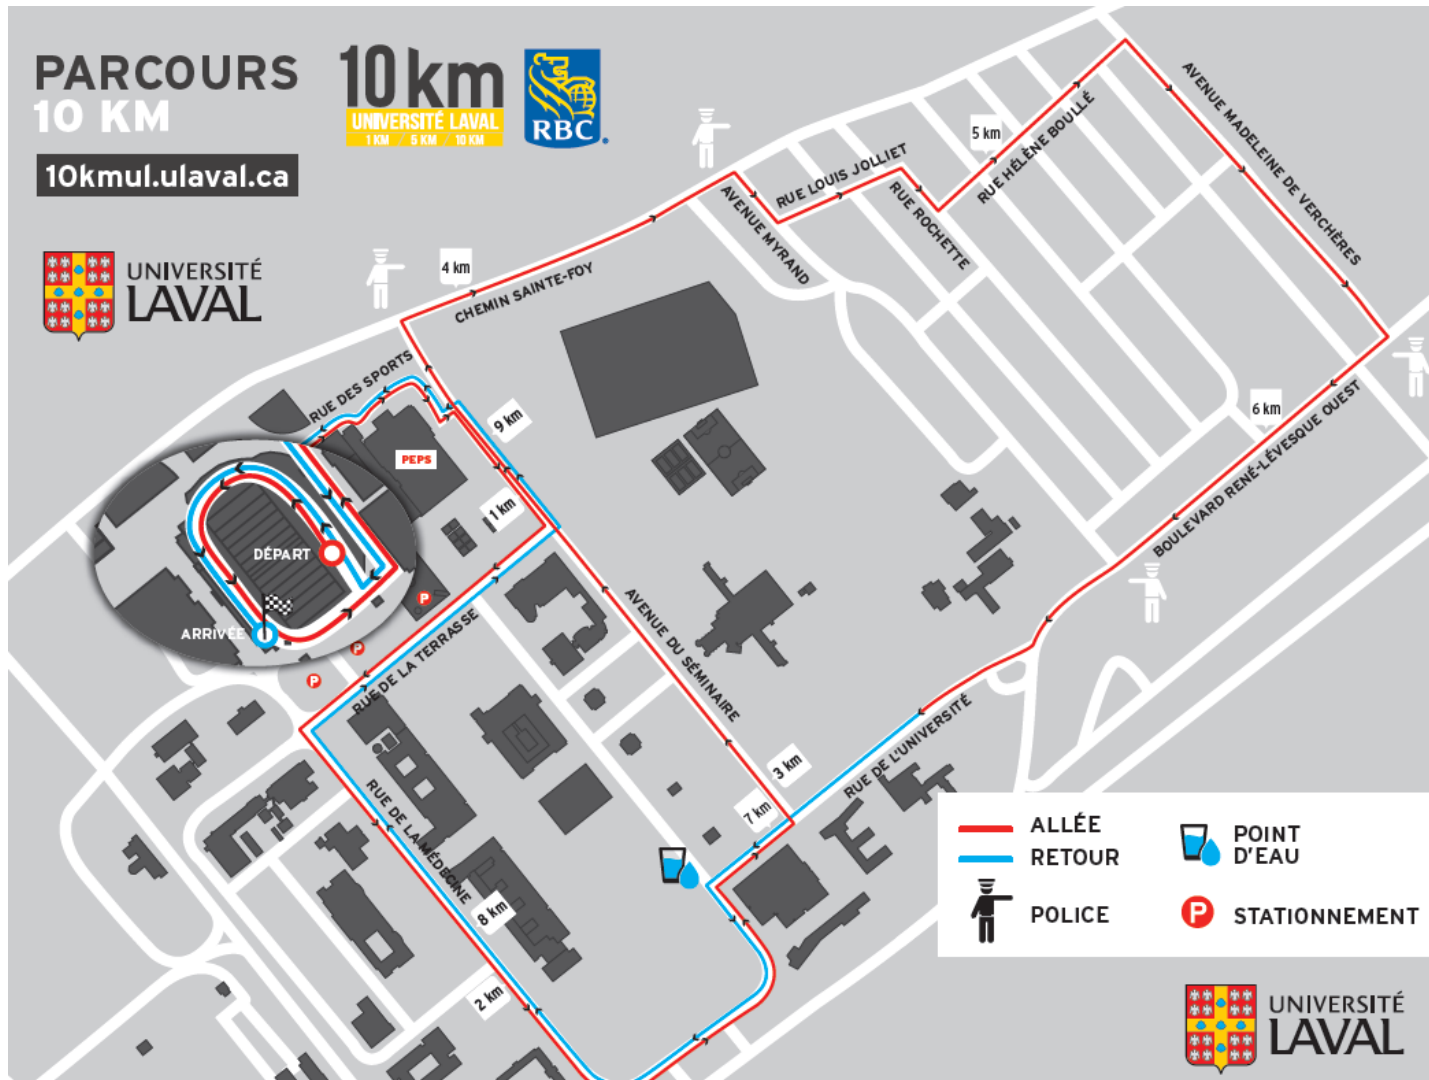 PARCOURS
10 KM
10kmul.ulaval.ca
10km
UNIVERSITÉ LAVAL
1 KM / 5 KM / 10 KM
RBC
UNIVERSITÉ
LAVAL
AVENUE MADELEINE DE VERCHÈRES
5 km
RUE HÉLÈNE BOULLÉ
RUE LOUIS JOLLIET
RUE ROCHETTE
AVENUE MYRAND
4 km
CHEMIN SAINTE-FOY
RUE DES SPORTS
9 km
6 km
PEPS
1 km
BOULEVARD RENÉ-LÉVESQUE OUEST
DÉPART
ARRIVÉE
P
P
P
RUE DE LA TERRASSE
AVENUE DU SÉMINAIRE
RUE DE L'UNIVERSITÉ
3 km
7 km
RUE DE LA MÉDECINE
8 km
2 km
ALLÉE
RETOUR
POLICE
POINT
D'EAU
P
STATIONNEMENT
UNIVERSITÉ
LAVAL